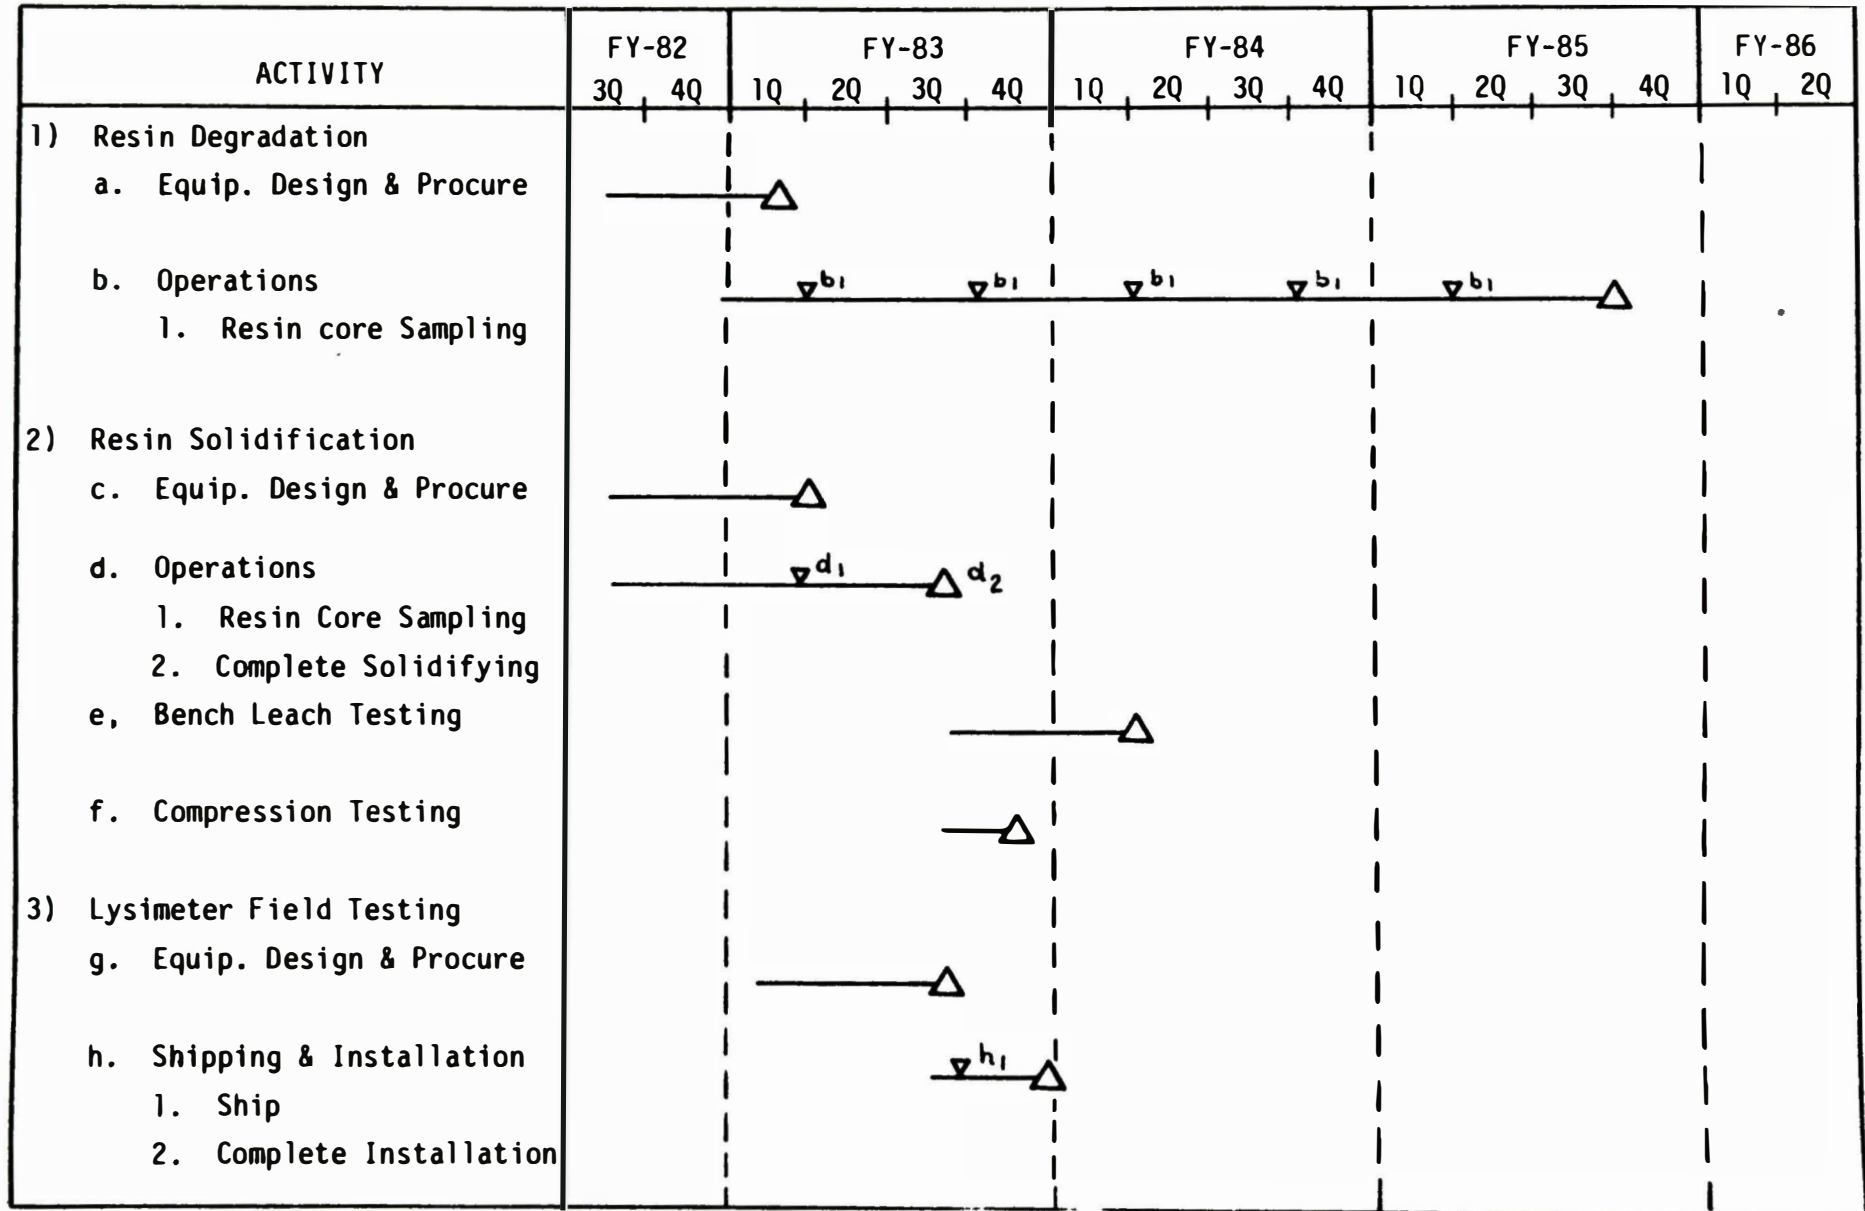 ACTIVITY
FY-82 FY-83 FY-84 FY-85 FY-86
3Q 4Q 1Q 2Q 3Q 4Q 1Q 2Q 3Q 4Q 1Q 2Q 3Q 4Q 1Q 2Q
1) Resin Degradation
a. Equip. Design & Procure
b. Operations b1 b1 b1 b1 b1
1. Resin core Sampling
2) Resin Solidification
c. Equip. Design & Procure
d. Operations d1 d2
1. Resin Core Sampling
2. Complete Solidifying
e, Bench Leach Testing
f. Compression Testing
3) Lysimeter Field Testing
g. Equip. Design & Procure
h. Shipping & Installation h1
1. Ship
2. Complete Installation